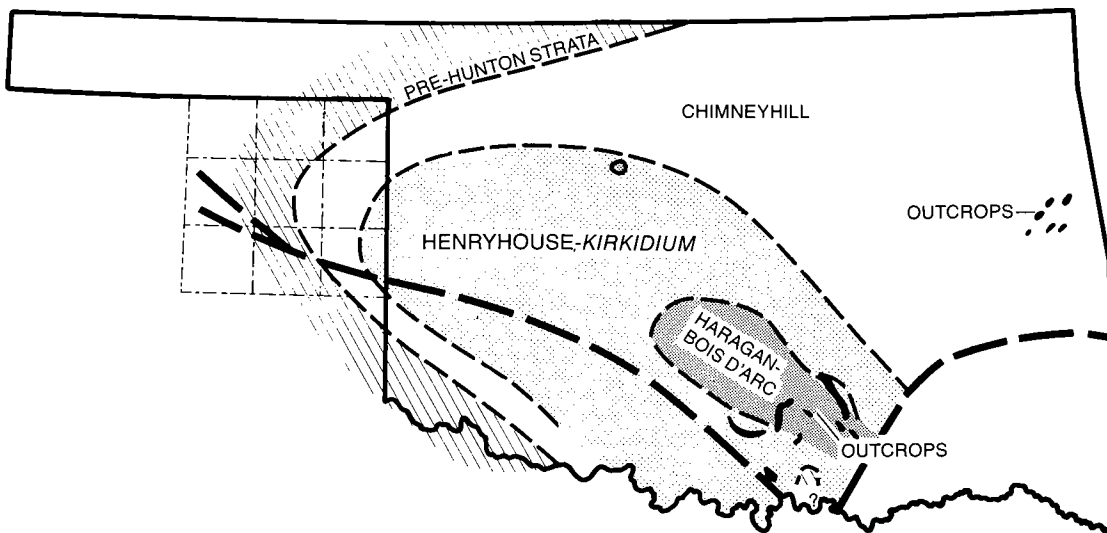 PRE-HUNTON STRATA
CHIMNEYHILL
OUTCROPS
HENRYHOUSE-KIRKIDIUM
HARAGAN-
BOIS D'ARC
OUTCROPS
?